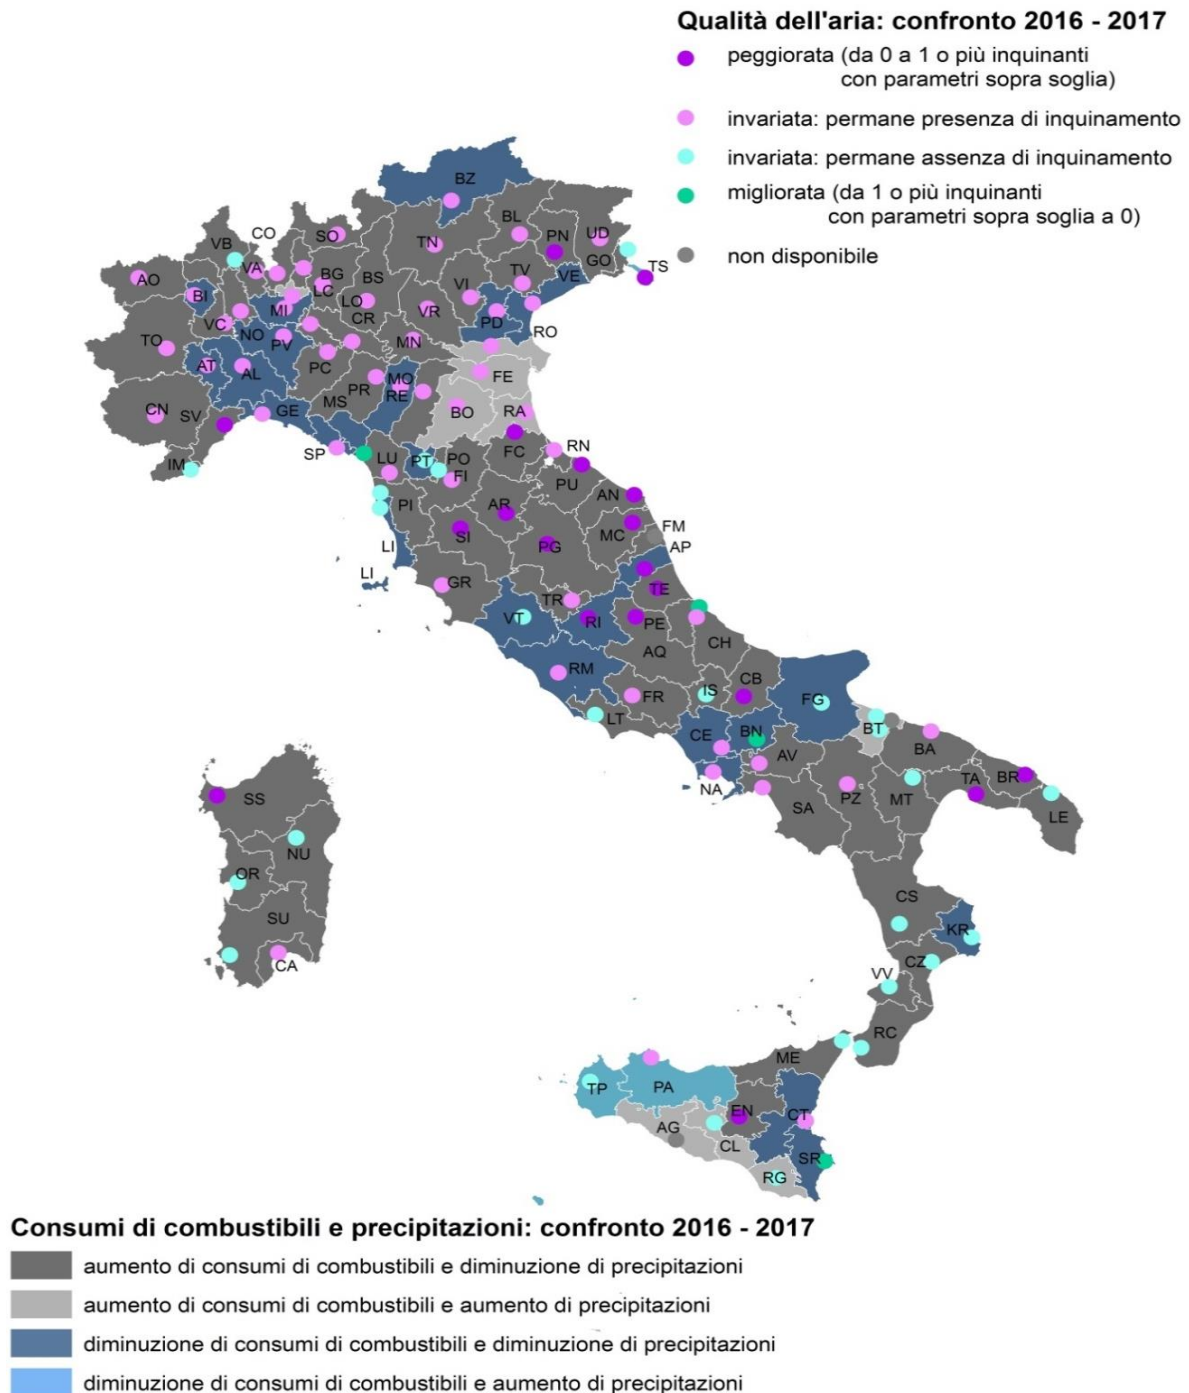 Qualità dell'aria: confronto 2016 - 2017
peggiorata (da 0 a 1 o più inquinanti
con parametri sopra soglia)
invariata: permane presenza di inquinamento
invariata: permane assenza di inquinamento
migliorata (da 1 o più inquinanti
con parametri sopra soglia a 0)
non disponibile
BZ
CO
SO
BL
PN
UD
VB
TN
VA
GO
TS
AO
BG
BS
TV
VE
BI
LC
VI
MI
LO
VR
PD
VC
CR
NO
RO
TO
PV
MN
AT
AL
PC
FE
MO
PR
RE
MS
CN
SV
GE
BO
RA
SP
FC
RN
IM
LU
PT
PO
FI
PU
PI
AR
AN
SI
MC
FM
PG
AP
LI
LI
GR
TE
TR
VT
RI
PE
CH
AQ
RM
CB
FR
IS
FG
LT
CE
BN
BT
BA
AV
NA
SA
PZ
MT
TA
BR
LE
SS
NU
OR
SU
CA
CS
KR
CZ
VV
RC
ME
TP
PA
EN
CT
AG
CL
SR
RG
Consumi di combustibili e precipitazioni: confronto 2016 - 2017
aumento di consumi di combustibili e diminuzione di precipitazioni
aumento di consumi di combustibili e aumento di precipitazioni
diminuzione di consumi di combustibili e diminuzione di precipitazioni
diminuzione di consumi di combustibili e aumento di precipitazioni